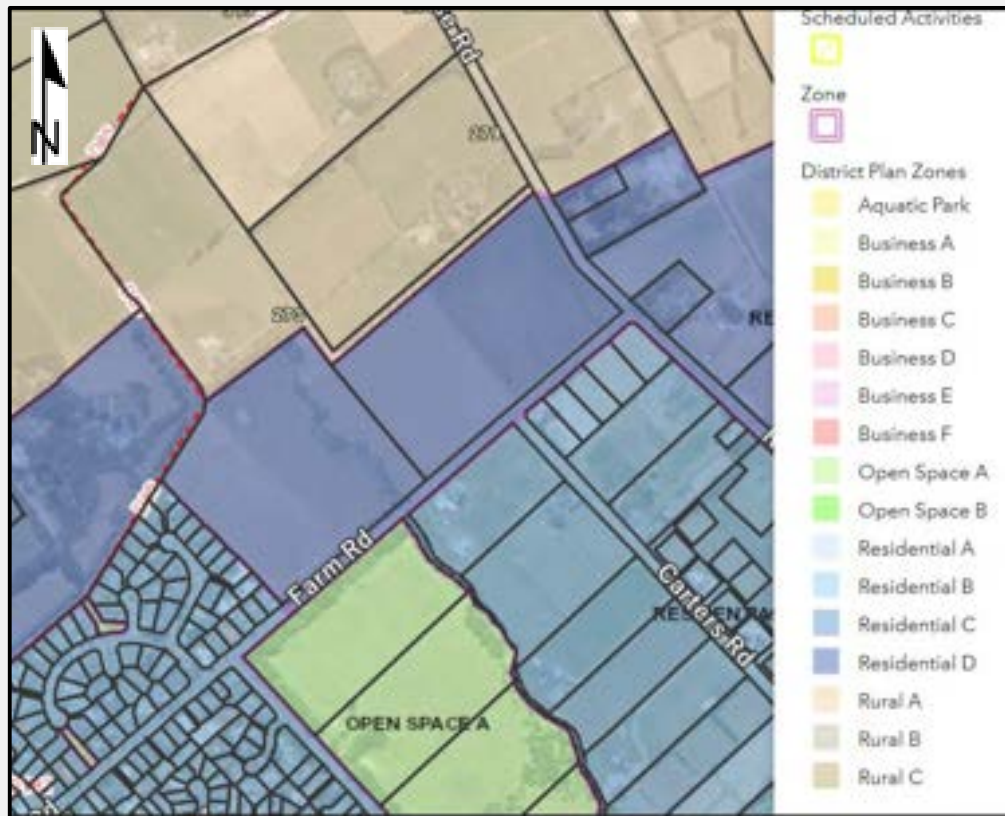 N
Farm Rd
Carters Rd
OPEN SPACE A
Scheduled Activities
Zone
District Plan Zones
Aquatic Park
Business A
Business B
Business C
Business D
Business E
Business F
Open Space A
Open Space B
Residential A
Residential B
Residential C
Residential D
Rural A
Rural B
Rural C